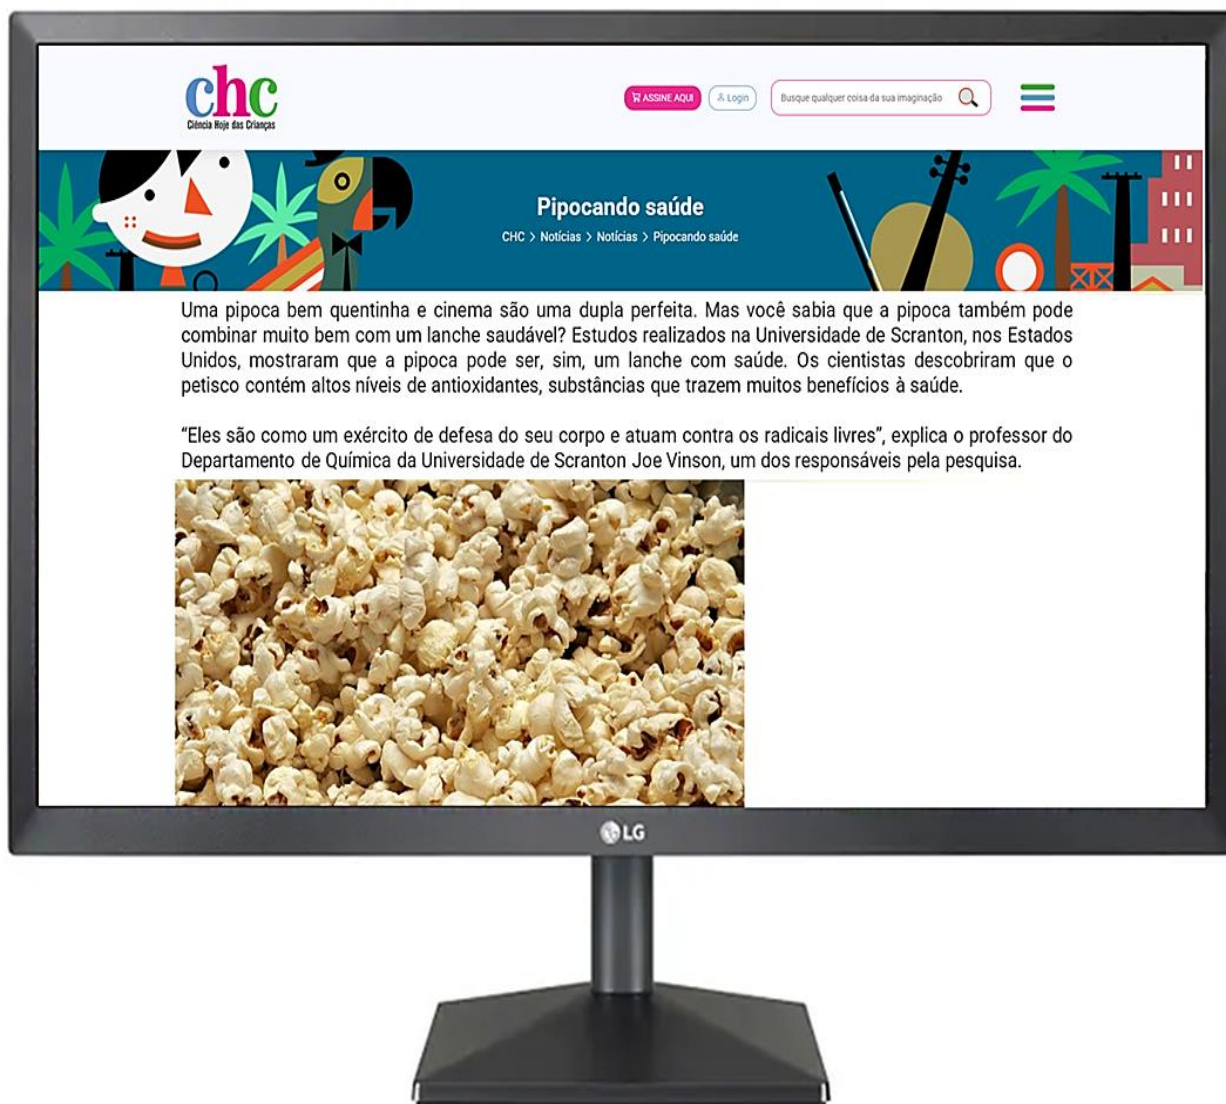 chc
Ciência Hoje das Crianças
ASSINE AQUI
Login
Busque qualquer coisa da sua imaginação
Pipocando saúde
CHC > Notícias > Notícias > Pipocando saúde
Uma pipoca bem quentinha e cinema são uma dupla perfeita. Mas você sabia que a pipoca também pode
combinar muito bem com um lanche saudável? Estudos realizados na Universidade de Scranton, nos Estados
Unidos, mostraram que a pipoca pode ser, sim, um lanche com saúde. Os cientistas descobriram que o
petisco contém altos níveis de antioxidantes, substâncias que trazem muitos benefícios à saúde.
“Eles são como um exército de defesa do seu corpo e atuam contra os radicais livres”, explica o professor do
Departamento de Química da Universidade de Scranton Joe Vinson, um dos responsáveis pela pesquisa.
LG